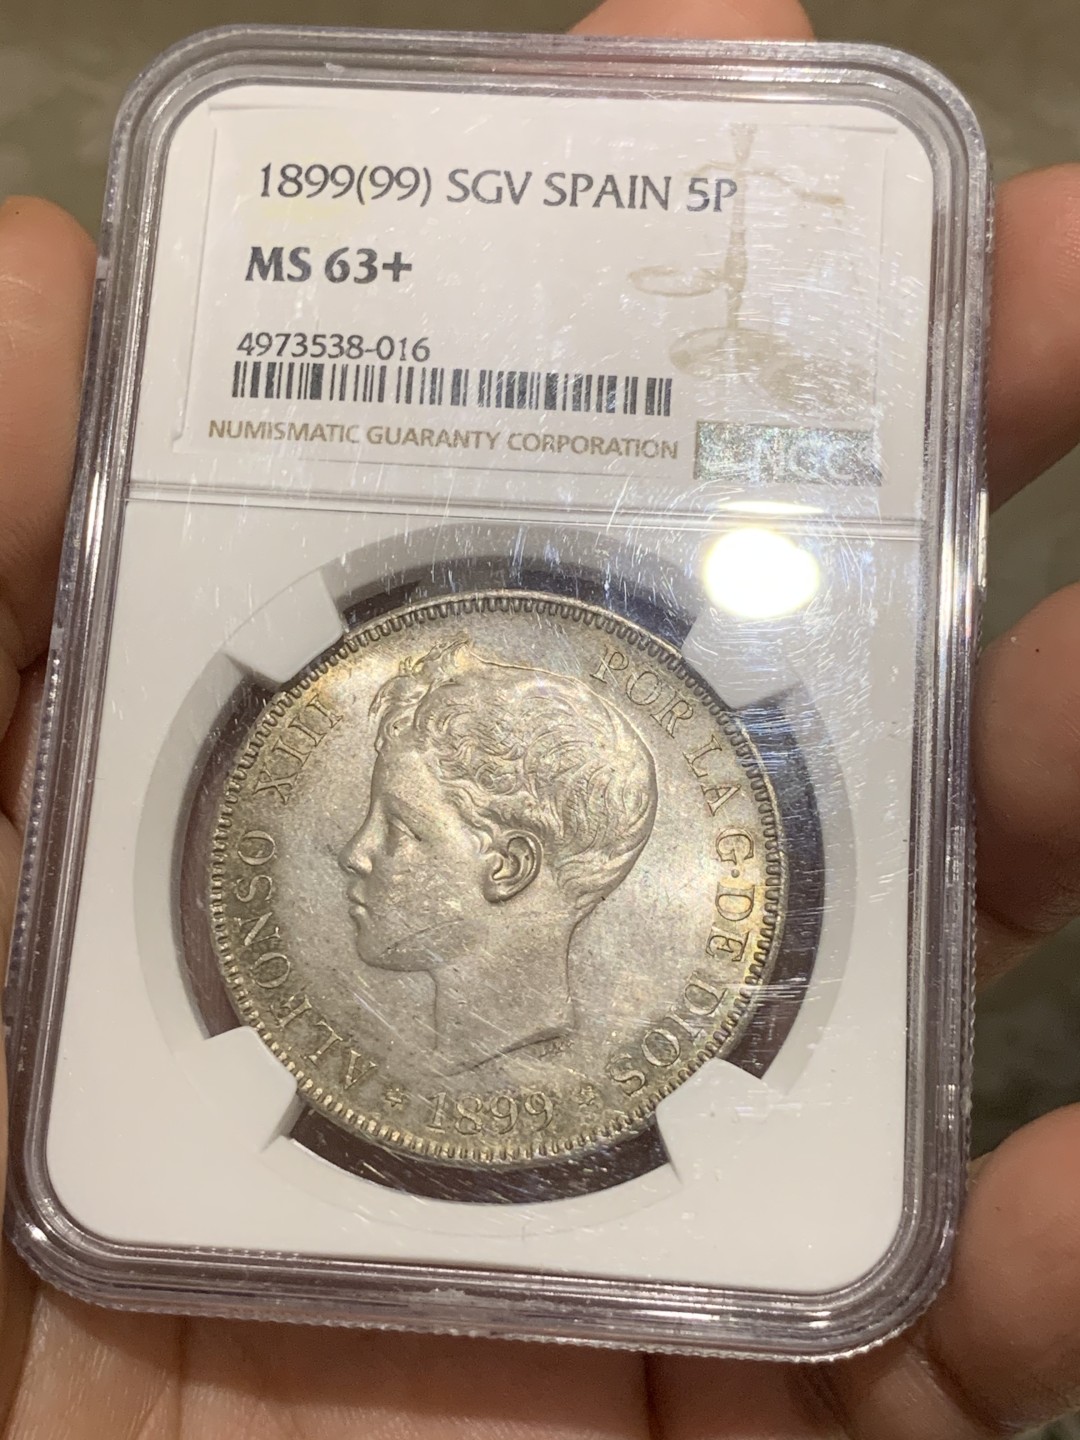 1899(99) SGV SPAIN 5P
MS 63+
4973538-016
NUMISMATIC GUARANTY CORPORATION
NGC
ALFONSO XIII POR LA G·DE DIOS
1899